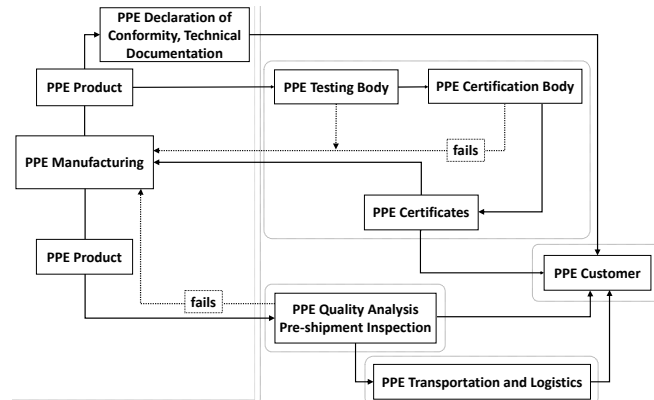 PPE Declaration of
Conformity, Technical
Documentation
PPE Product
PPE Testing Body
PPE Certification Body
fails
PPE Manufacturing
PPE Certificates
PPE Product
PPE Customer
fails
PPE Quality Analysis
Pre-shipment Inspection
PPE Transportation and Logistics